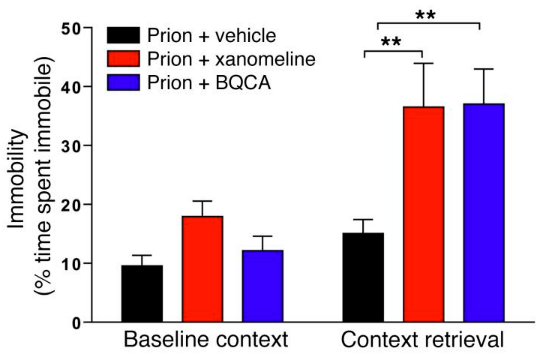 **
**
Prion + vehicle
Prion + xanomeline
Prion + BQCA
Immobility
(% time spent immobile)
50
40
30
20
10
0
Baseline context
Context retrieval